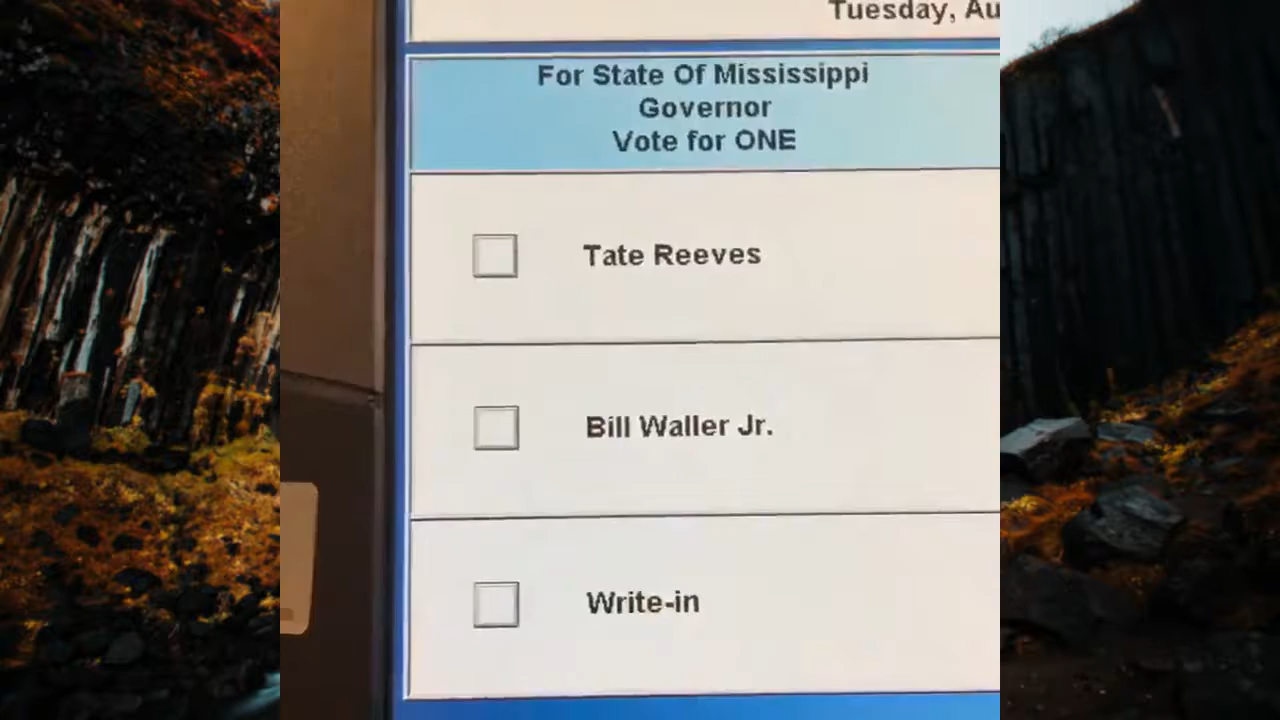 Tuesday, Au
For State Of Mississippi
Governor
Vote for ONE
Tate Reeves
Bill Waller Jr.
Write-in